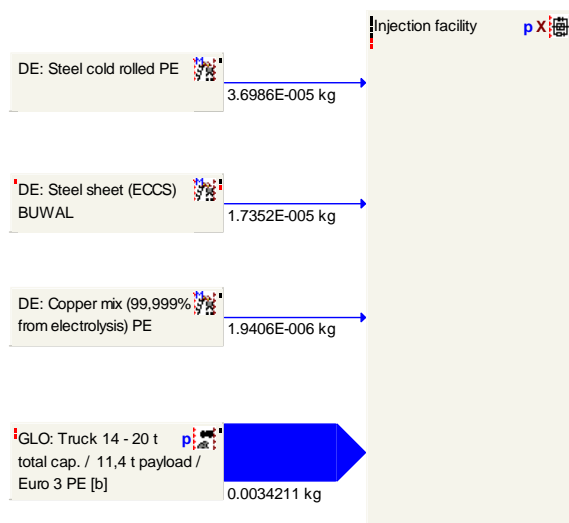 Injection facility p X
DE: Steel cold rolled PE M
3.6986E-005 kg
DE: Steel sheet (ECCS) M
BUWAL
1.7352E-005 kg
DE: Copper mix (99,999% M
from electrolysis) PE
1.9406E-006 kg
GLO: Truck 14 - 20 t p
total cap. / 11,4 t payload /
Euro 3 PE [b]
0.0034211 kg